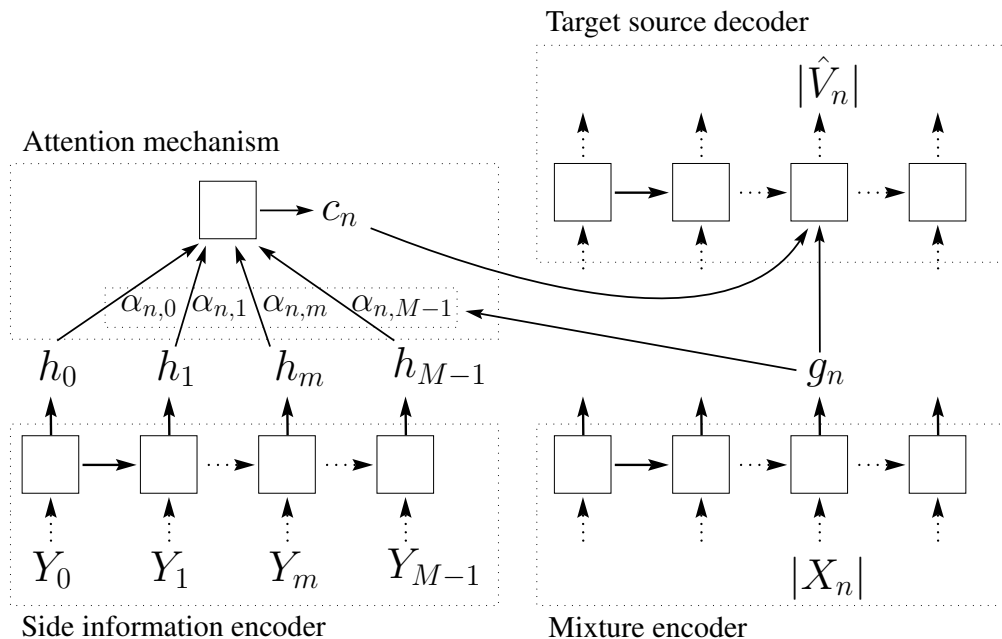 Target source decoder
|V̂_n|
Attention mechanism
c_n
α_{n,0} α_{n,1} α_{n,m} α_{n,M−1}
h_0 h_1 h_m h_{M−1}
g_n
Y_0 Y_1 Y_m Y_{M−1}
|X_n|
Side information encoder
Mixture encoder